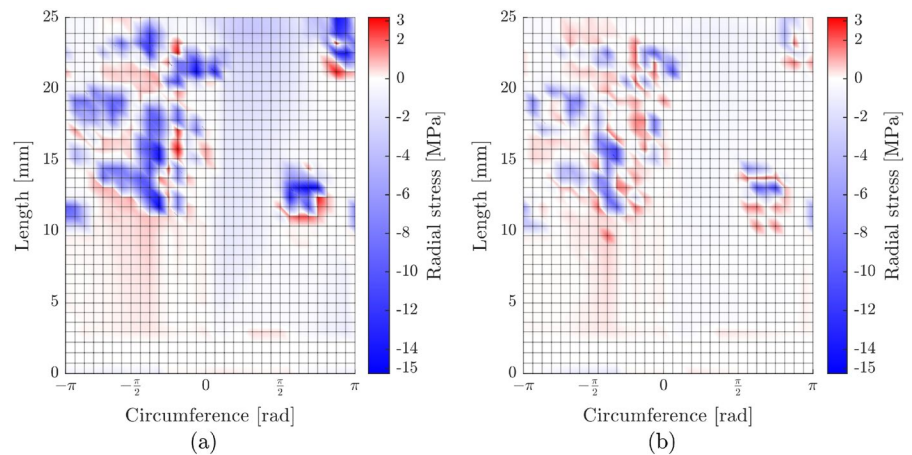 25
20
15
10
5
0
−π
−π/2
0
π/2
π
Length [mm]
Circumference [rad]
3
2
0
-2
-4
-6
-8
-10
-12
-14
-15
Radial stress [MPa]
(a)
25
20
15
10
5
0
−π
−π/2
0
π/2
π
Length [mm]
Circumference [rad]
3
2
0
-2
-4
-6
-8
-10
-12
-14
-15
Radial stress [MPa]
(b)